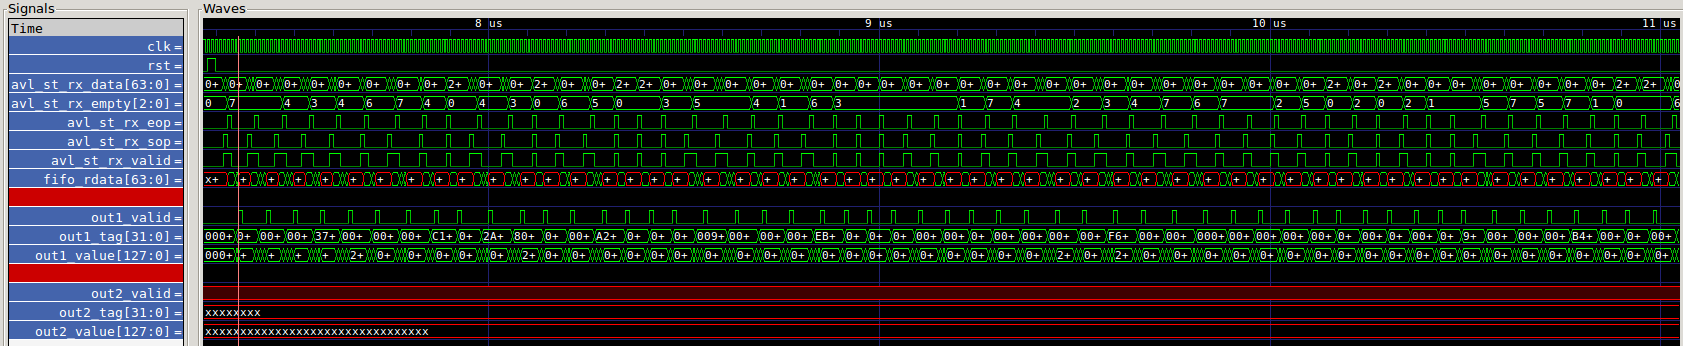 Signals Waves
Time 8 us 9 us 10 us 11 us
clk =
rst =
avl_st_rx_data[63:0] = 0+ 0+ 0+ 0+ 0+ 0+ 0+ 0+ 0+ 2+ 0+ 0+ 2+ 0+ 0+ 2+ 2+ 0+ 0+ 0+ 0+ 0+ 0+ 0+ 0+ 0+ 0+ 0+ 0+ 0+ 0+ 0+ 0+ 0+ 0+ 0+ 0+ 0+ 0+ 0+ 0+ 2+ 0+ 2+ 0+ 0+ 0+ 0+ 0+ 0+ 0+ 0+ 2+ 2+ 0
avl_st_rx_empty[2:0] = 0 7 4 3 4 6 7 4 0 4 3 0 6 5 0 3 5 4 1 6 3 1 7 4 2 3 4 7 6 7 2 5 0 2 0 2 1 5 7 5 7 1 0 6
avl_st_rx_eop =
avl_st_rx_sop =
avl_st_rx_valid =
fifo_rdata[63:0] = x+ + + + + + + + + + + + + + + + + + + + + + + + + + + + + + + + + + + + + + + + + + + + + + + + + + + + + +
out1_valid =
out1_tag[31:0] = 000+ 0+ 00+ 00+ 37+ 00+ 00+ 00+ C1+ 0+ 2A+ 80+ 0+ 00+ A2+ 0+ 0+ 0+ 009+ 00+ 00+ 00+ EB+ 0+ 0+ 0+ 00+ 00+ 0+ 00+ 00+ 00+ 00+ F6+ 00+ 00+ 000+ 00+ 00+ 00+ 00+ 00+ 0+ 0+ 00+ 0+ 9+ 00+ 00+ 00+ B4+ 00+ 0+ 00+
out1_value[127:0] = 000+ + + + + 2+ 0+ 0+ 0+ 0+ 0+ 2+ 0+ 0+ 0+ 0+ 0+ 0+ 0+ 0+ 0+ 0+ 0+ 0+ 0+ 0+ 0+ 0+ 0+ 0+ 0+ 2+ 0+ 2+ 0+ 0+ 0+ 0+ 0+ 0+ 0+ 0+ 0+ 0+ 0+ 0+ 0+ 0+ 0+ 0+ 0+ 0+ 0+ 0+
out2_valid =
out2_tag[31:0] = xxxxxxxx
out2_value[127:0] = xxxxxxxxxxxxxxxxxxxxxxxxxxxxxxxx